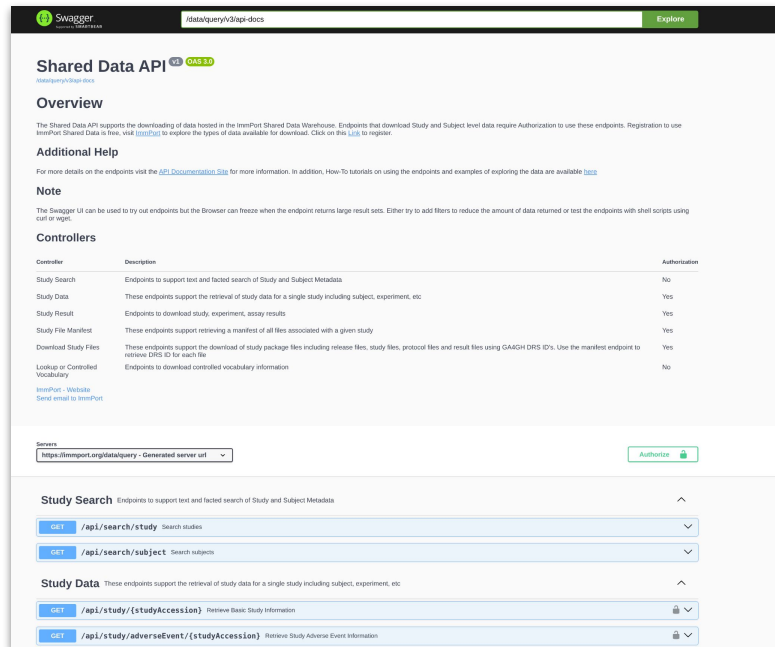 Swagger
Supported by SMARTBEAR
/data/query/v3/api-docs
Explore
Shared Data API v1 OAS 3.0
/data/query/v3/api-docs
Overview
The Shared Data API supports the downloading of data hosted in the ImmPort Shared Data Warehouse. Endpoints that download Study and Subject level data require Authorization to use these endpoints. Registration to use
ImmPort Shared Data is free, visit ImmPort to explore the types of data available for download. Click on this Link to register.
Additional Help
For more details on the endpoints visit the API Documentation Site for more information. In addition, How-To tutorials on using the endpoints and examples of exploring the data are available here
Note
The Swagger UI can be used to try out endpoints but the Browser can freeze when the endpoint returns large result sets. Either try to add filters to reduce the amount of data returned or test the endpoints with shell scripts using
curl or wget.
Controllers
Controller Description Authorization
Study Search Endpoints to support text and facted search of Study and Subject Metadata No
Study Data These endpoints support the retrieval of study data for a single study including subject, experiment, etc Yes
Study Result Endpoints to download study, experiment, assay results Yes
Study File Manifest These endpoints support retrieving a manifest of all files associated with a given study Yes
Download Study Files These endpoints support the download of study package files including release files, study files, protocol files and result files using GA4GH DRS ID's. Use the manifest endpoint to Yes
retrieve DRS ID for each file
Lookup or Controlled Endpoints to download controlled vocabulary information No
Vocabulary
ImmPort - Website
Send email to ImmPort
Servers
https://immport.org/data/query - Generated server url
Authorize
Study Search Endpoints to support text and facted search of Study and Subject Metadata
GET /api/search/study Search studies
GET /api/search/subject Search subjects
Study Data These endpoints support the retrieval of study data for a single study including subject, experiment, etc
GET /api/study/{studyAccession} Retrieve Basic Study Information
GET /api/study/adverseEvent/{studyAccession} Retrieve Study Adverse Event Information